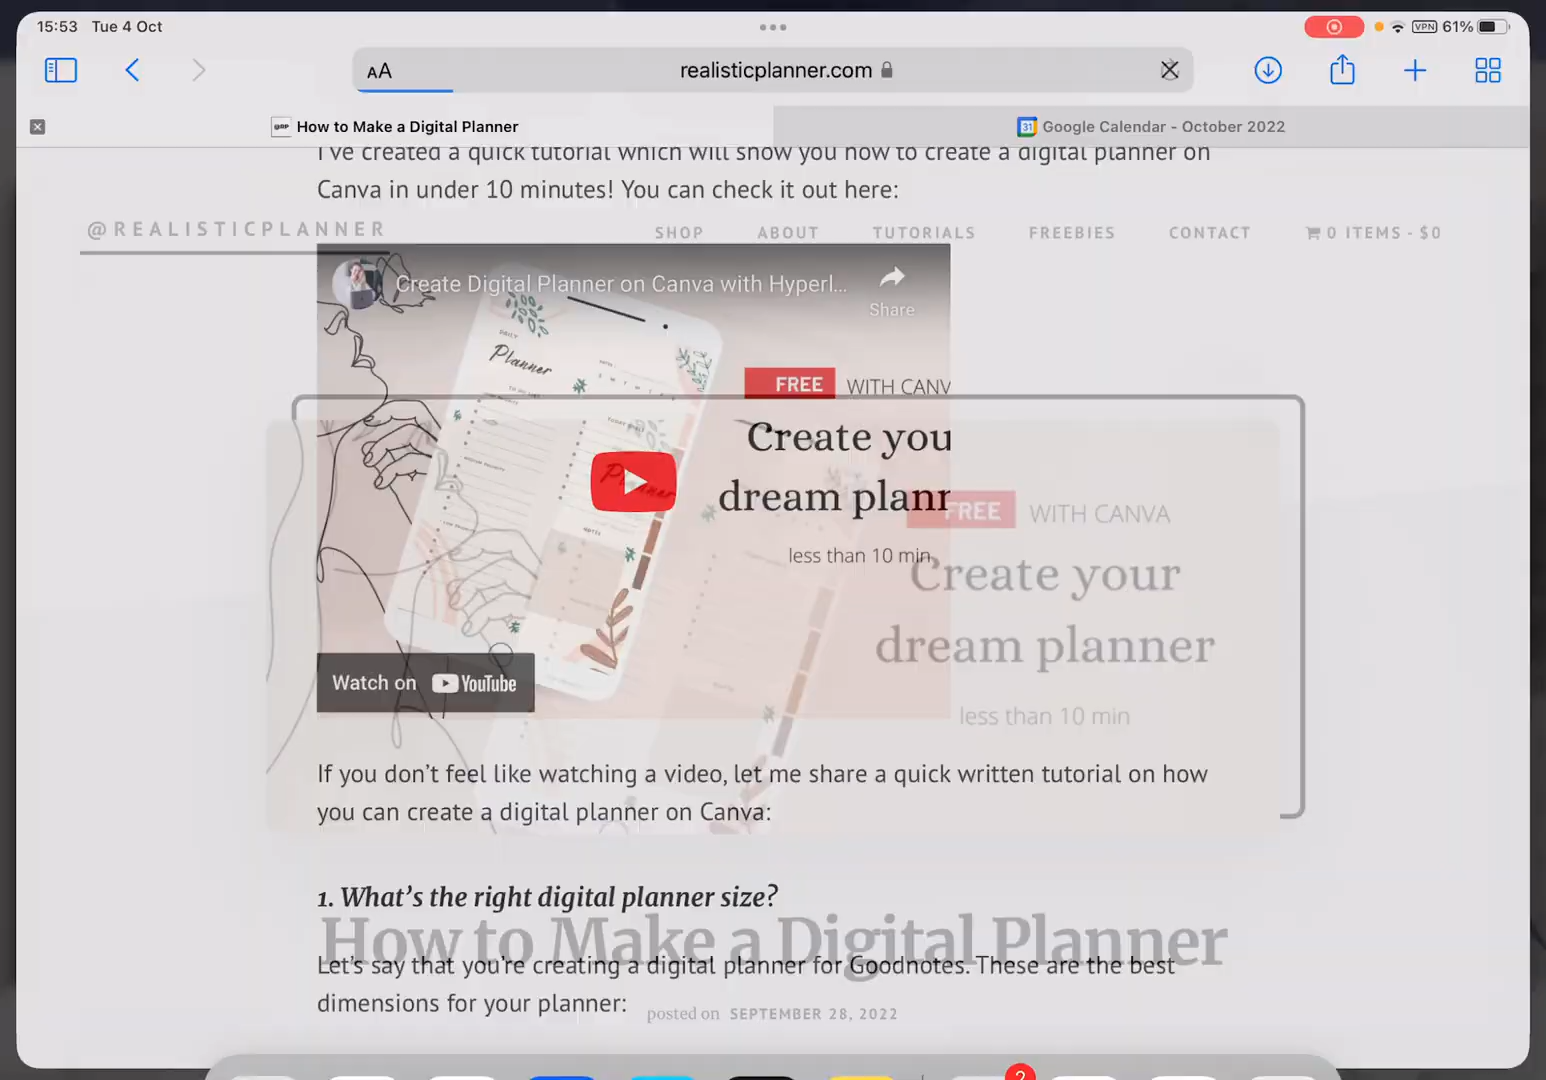 15:53 Tue 4 Oct
VPN 61%
AA realisticplanner.com
How to Make a Digital Planner
31 Google Calendar - October 2022
I've created a quick tutorial which will show you how to create a digital planner on
Canva in under 10 minutes! You can check it out here:
@REALISTICPLANNER
SHOP ABOUT TUTORIALS FREEBIES CONTACT 0 ITEMS - $0
Create Digital Planner on Canva with Hyperl...
Share
Planner
FREE WITH CANV
Create you
dream planr
less than 10 min
FREE WITH CANVA
Create your
dream planner
less than 10 min
Watch on YouTube
If you don't feel like watching a video, let me share a quick written tutorial on how
you can create a digital planner on Canva:
1. What's the right digital planner size?
How to Make a Digital Planner
Let's say that you're creating a digital planner for Goodnotes. These are the best
dimensions for your planner:
posted on SEPTEMBER 28, 2022
2